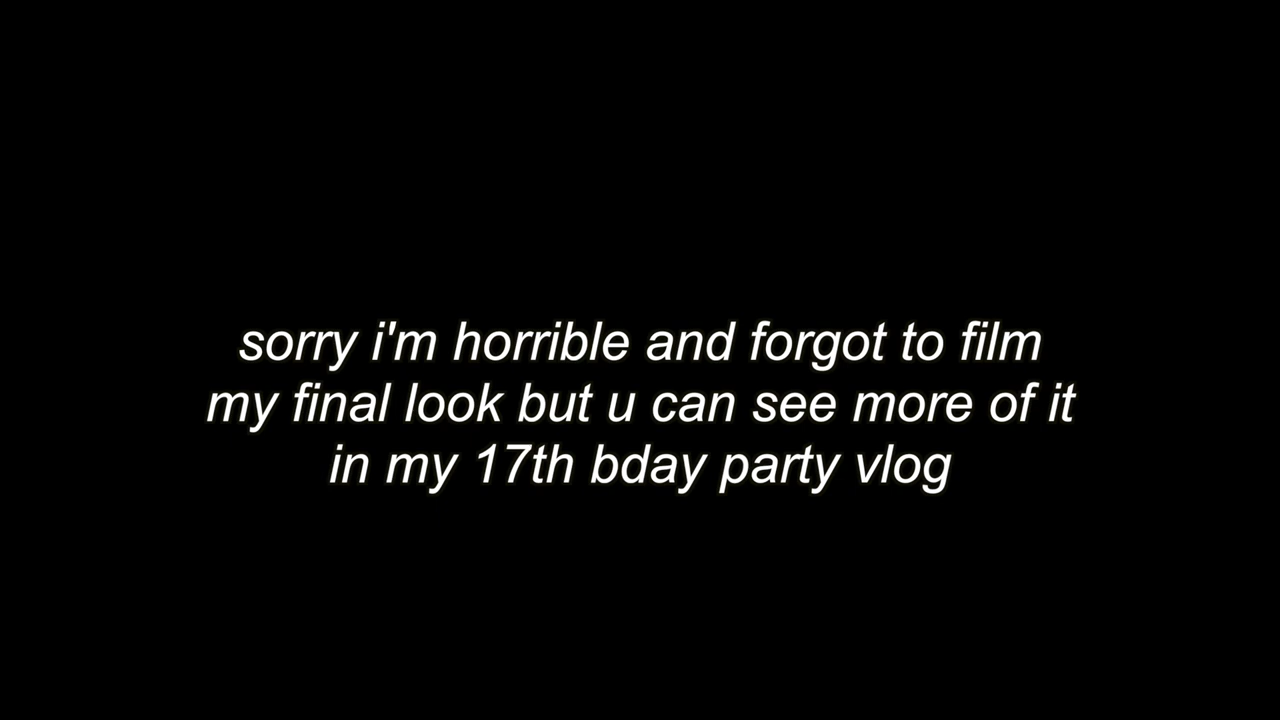 sorry i'm horrible and forgot to film
my final look but u can see more of it
in my 17th bday party vlog